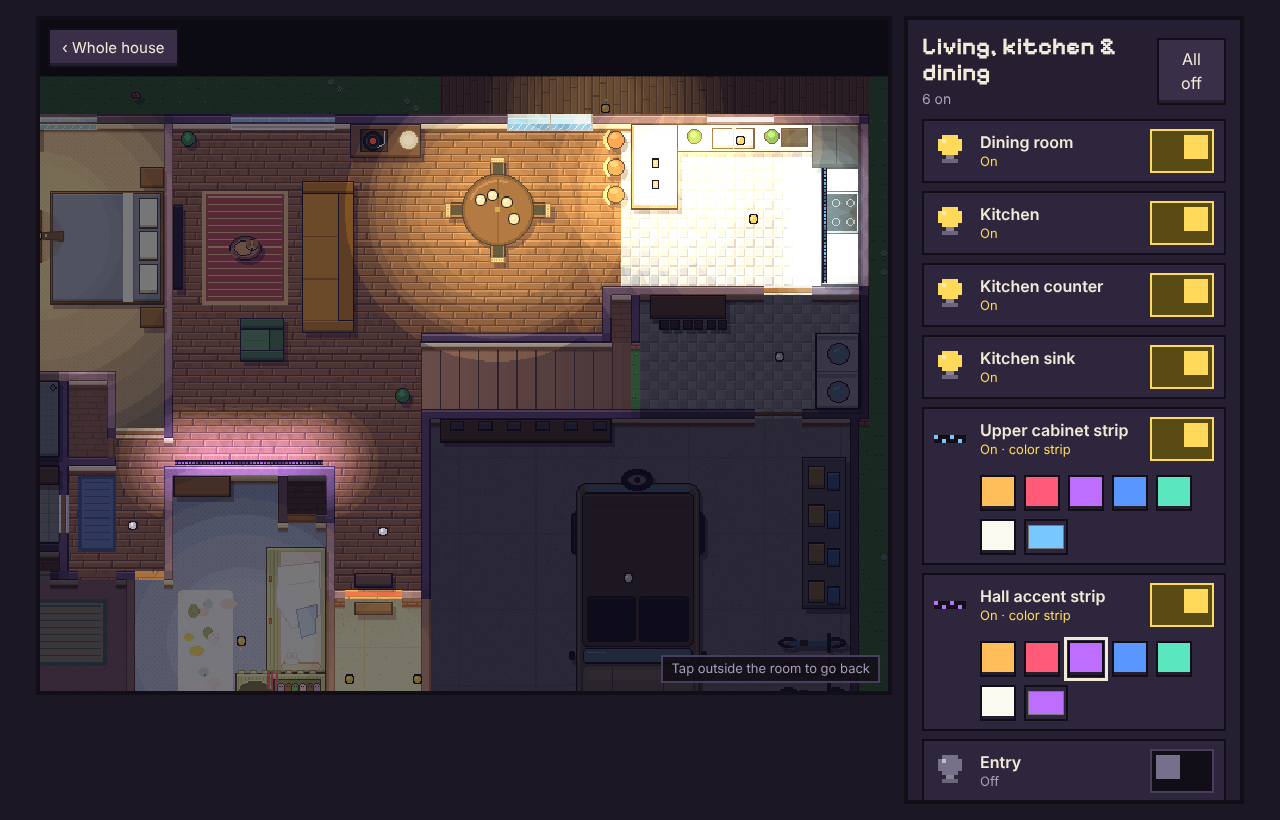 ‹ Whole house
Living, kitchen &
dining
6 on
All
off
Dining room
On
Kitchen
On
Kitchen counter
On
Kitchen sink
On
Upper cabinet strip
On · color strip
Hall accent strip
On · color strip
Entry
Off
Tap outside the room to go back